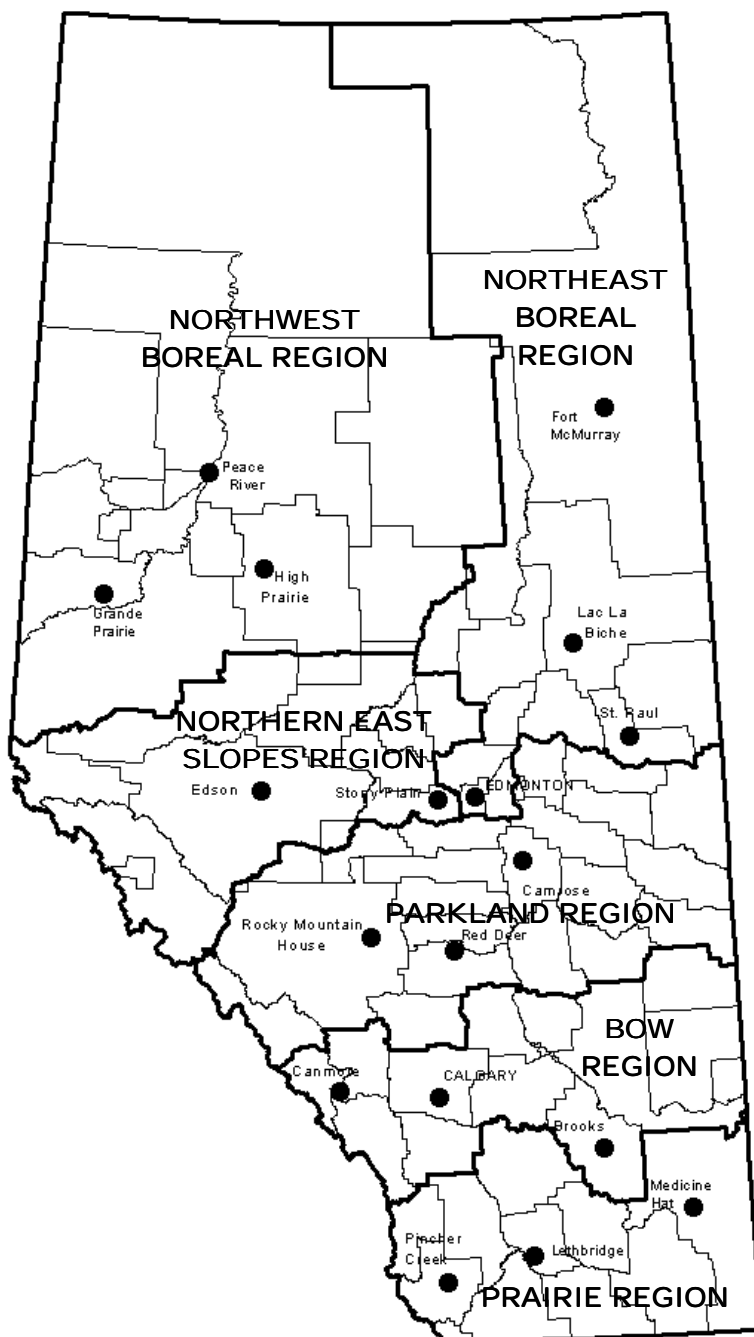 NORTHEAST
BOREAL
REGION
NORTHWEST
BOREAL REGION
Fort
McMurray
Peace
River
High
Prairie
Grande
Prairie
Lac La
Biche
St. Paul
NORTHERN EAST
SLOPES REGION
Edson
Stony Plain
EDMONTON
Camrose
PARKLAND REGION
Rocky Mountain
House
Red Deer
BOW
REGION
Canmore
CALGARY
Brooks
Medicine
Hat
Pincher
Creek
Lethbridge
PRAIRIE REGION